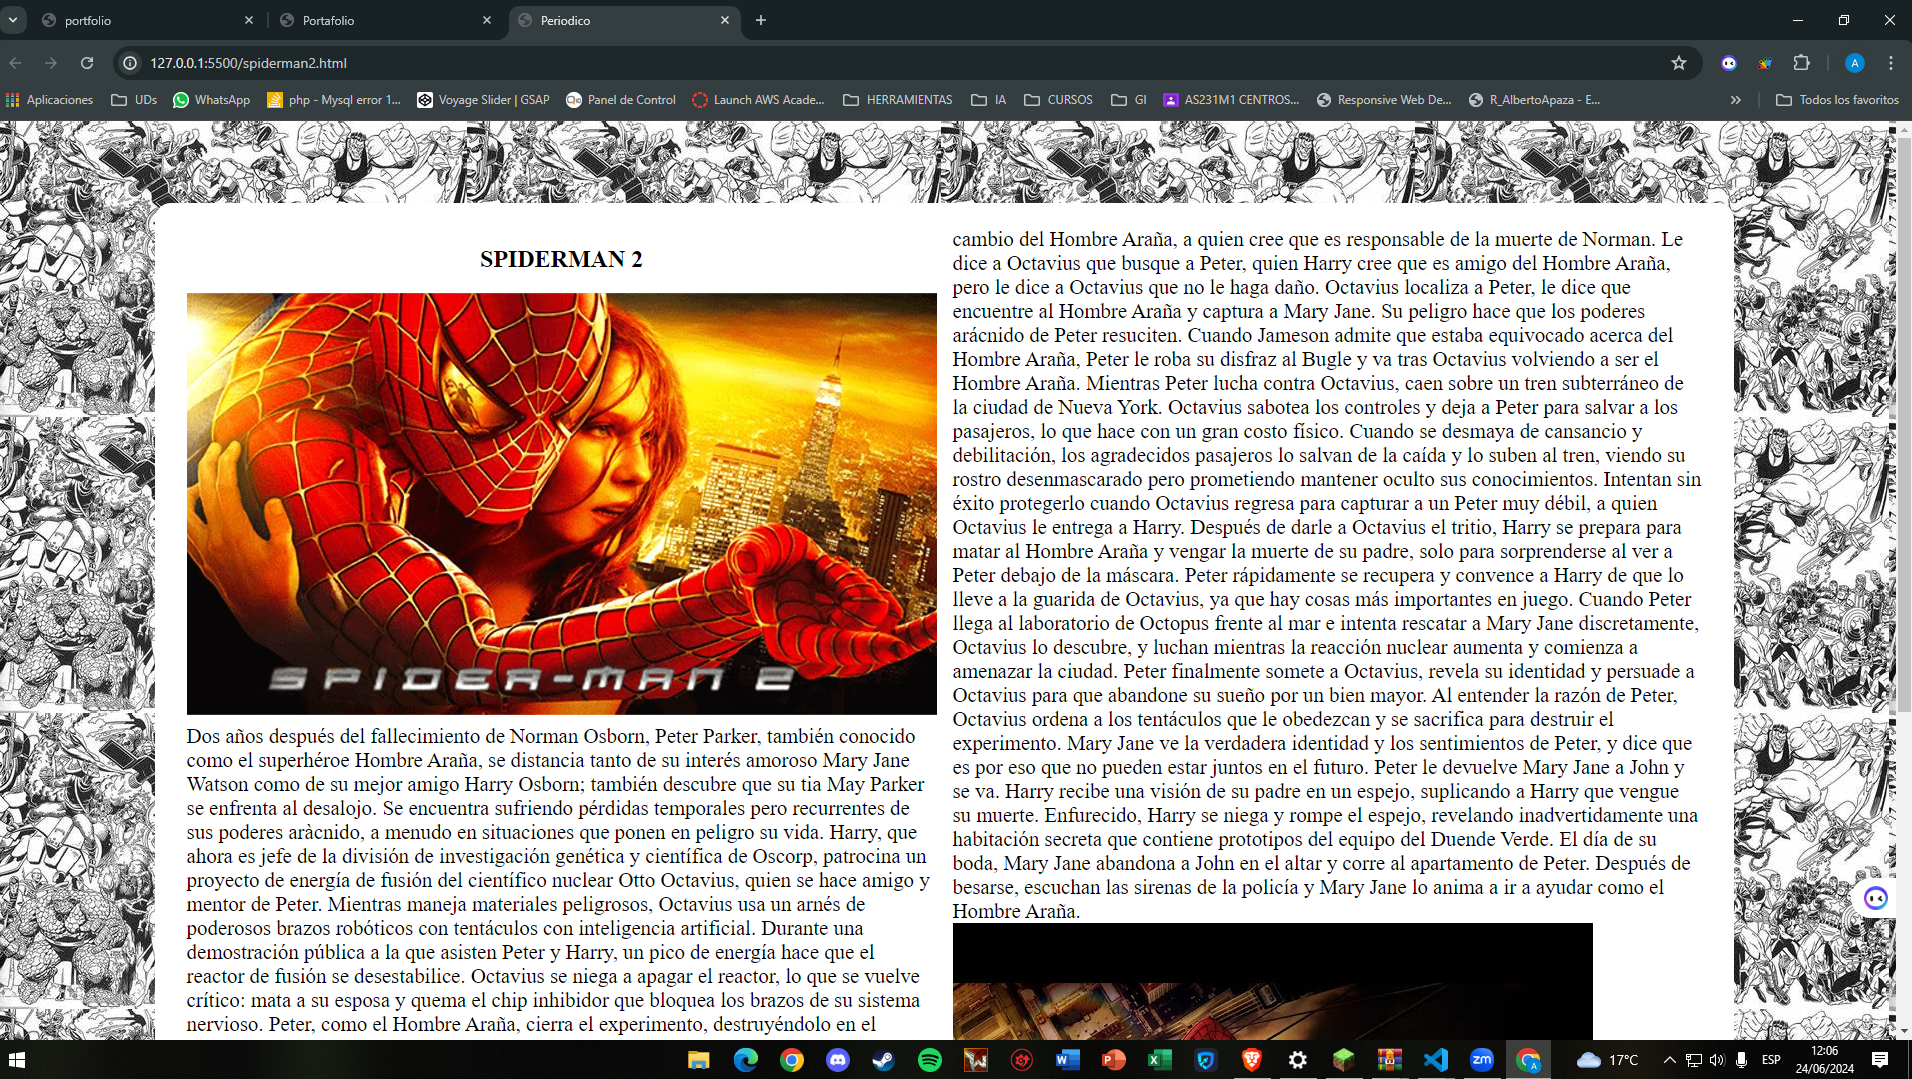 portfolio
Portafolio
Periodico
127.0.0.1:5500/spiderman2.html
A
Aplicaciones
UDs
WhatsApp
php - Mysql error 1...
Voyage Slider | GSAP
Panel de Control
Launch AWS Acade...
HERRAMIENTAS
IA
CURSOS
GI
AS231M1 CENTROS...
Responsive Web De...
R_AlbertoApaza - E...
Todos los favoritos
SPIDERMAN 2
SPIDER-MAN 2
Dos años después del fallecimiento de Norman Osborn, Peter Parker, también conocido
como el superhéroe Hombre Araña, se distancia tanto de su interés amoroso Mary Jane
Watson como de su mejor amigo Harry Osborn; también descubre que su tia May Parker
se enfrenta al desalojo. Se encuentra sufriendo pérdidas temporales pero recurrentes de
sus poderes aràcnido, a menudo en situaciones que ponen en peligro su vida. Harry, que
ahora es jefe de la división de investigación genética y científica de Oscorp, patrocina un
proyecto de energía de fusión del científico nuclear Otto Octavius, quien se hace amigo y
mentor de Peter. Mientras maneja materiales peligrosos, Octavius usa un arnés de
poderosos brazos robóticos con tentáculos con inteligencia artificial. Durante una
demostración pública a la que asisten Peter y Harry, un pico de energía hace que el
reactor de fusión se desestabilice. Octavius se niega a apagar el reactor, lo que se vuelve
crítico: mata a su esposa y quema el chip inhibidor que bloquea los brazos de su sistema
nervioso. Peter, como el Hombre Araña, cierra el experimento, destruyéndolo en el
cambio del Hombre Araña, a quien cree que es responsable de la muerte de Norman. Le
dice a Octavius que busque a Peter, quien Harry cree que es amigo del Hombre Araña,
pero le dice a Octavius que no le haga daño. Octavius localiza a Peter, le dice que
encuentre al Hombre Araña y captura a Mary Jane. Su peligro hace que los poderes
arácnido de Peter resuciten. Cuando Jameson admite que estaba equivocado acerca del
Hombre Araña, Peter le roba su disfraz al Bugle y va tras Octavius volviendo a ser el
Hombre Araña. Mientras Peter lucha contra Octavius, caen sobre un tren subterráneo de
la ciudad de Nueva York. Octavius sabotea los controles y deja a Peter para salvar a los
pasajeros, lo que hace con un gran costo físico. Cuando se desmaya de cansancio y
debilitación, los agradecidos pasajeros lo salvan de la caída y lo suben al tren, viendo su
rostro desenmascarado pero prometiendo mantener oculto sus conocimientos. Intentan sin
éxito protegerlo cuando Octavius regresa para capturar a un Peter muy débil, a quien
Octavius le entrega a Harry. Después de darle a Octavius el tritio, Harry se prepara para
matar al Hombre Araña y vengar la muerte de su padre, solo para sorprenderse al ver a
Peter debajo de la máscara. Peter rápidamente se recupera y convence a Harry de que lo
lleve a la guarida de Octavius, ya que hay cosas más importantes en juego. Cuando Peter
llega al laboratorio de Octopus frente al mar e intenta rescatar a Mary Jane discretamente,
Octavius lo descubre, y luchan mientras la reacción nuclear aumenta y comienza a
amenazar la ciudad. Peter finalmente somete a Octavius, revela su identidad y persuade a
Octavius para que abandone su sueño por un bien mayor. Al entender la razón de Peter,
Octavius ordena a los tentáculos que le obedezcan y se sacrifica para destruir el
experimento. Mary Jane ve la verdadera identidad y los sentimientos de Peter, y dice que
es por eso que no pueden estar juntos en el futuro. Peter le devuelve Mary Jane a John y
se va. Harry recibe una visión de su padre en un espejo, suplicando a Harry que vengue
su muerte. Enfurecido, Harry se niega y rompe el espejo, revelando inadvertidamente una
habitación secreta que contiene prototipos del equipo del Duende Verde. El día de su
boda, Mary Jane abandona a John en el altar y corre al apartamento de Peter. Después de
besarse, escuchan las sirenas de la policía y Mary Jane lo anima a ir a ayudar como el
Hombre Araña.
17°C
ESP
12:06
24/06/2024